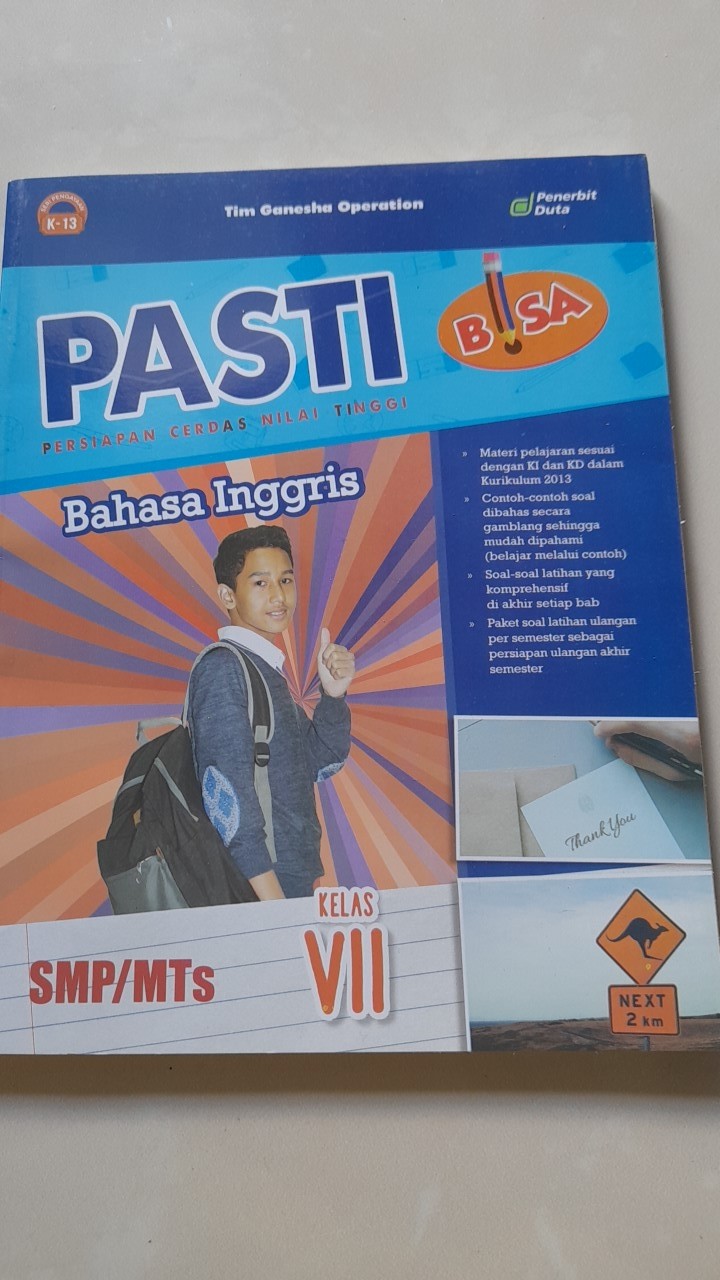 SERI PENGAYAAN
K-13
Tim Ganesha Operation
Penerbit
Duta
PASTI
BISA
PERSIAPAN CERDAS NILAI TINGGI
Bahasa Inggris
» Materi pelajaran sesuai
dengan KI dan KD dalam
Kurikulum 2013
» Contoh-contoh soal
dibahas secara
gamblang sehingga
mudah dipahami
(belajar melalui contoh)
» Soal-soal latihan yang
komprehensif
di akhir setiap bab
» Paket soal latihan ulangan
per semester sebagai
persiapan ulangan akhir
semester
Thank You
KELAS
VII
SMP/MTs
NEXT
2 km